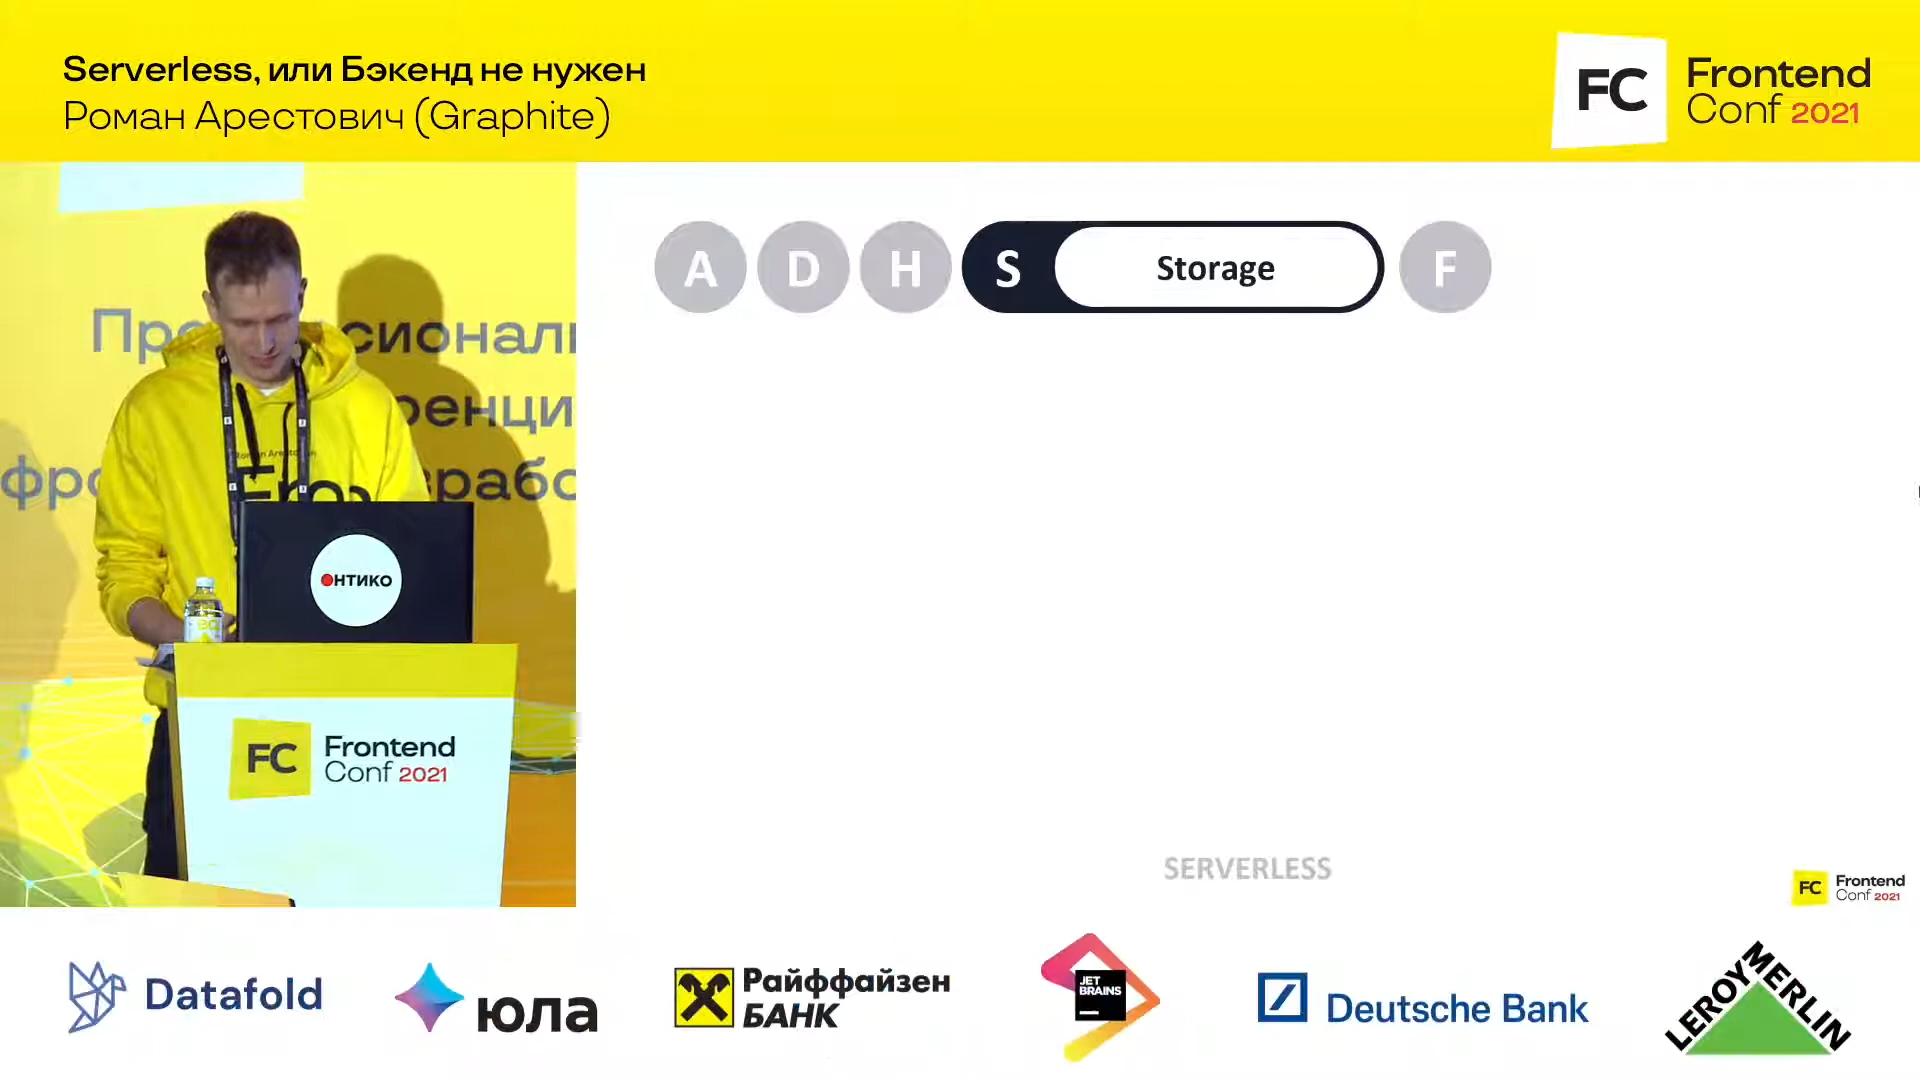 Serverless, или Бэкенд не нужен
Роман Арестович (Graphite)
FC
Frontend
Conf 2021
A D H S Storage F
ОНТИКО
FC
Frontend
Conf 2021
SERVERLESS
FC
Frontend
Conf 2021
Datafold
юла
Райффайзен
БАНК
JET
BRAINS
Deutsche Bank
LEROY MERLIN